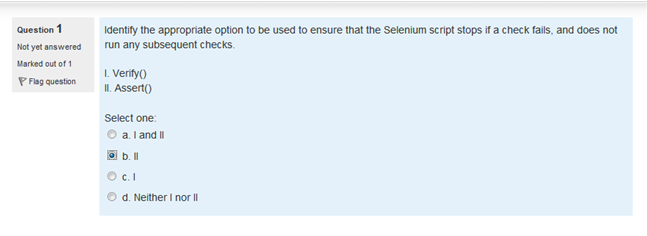 Question 1
Not yet answered
Marked out of 1
Flag question
Identify the appropriate option to be used to ensure that the Selenium script stops if a check fails, and does not
run any subsequent checks.
I. Verify()
II. Assert()
Select one:
a. I and II
b. II
c. I
d. Neither I nor II